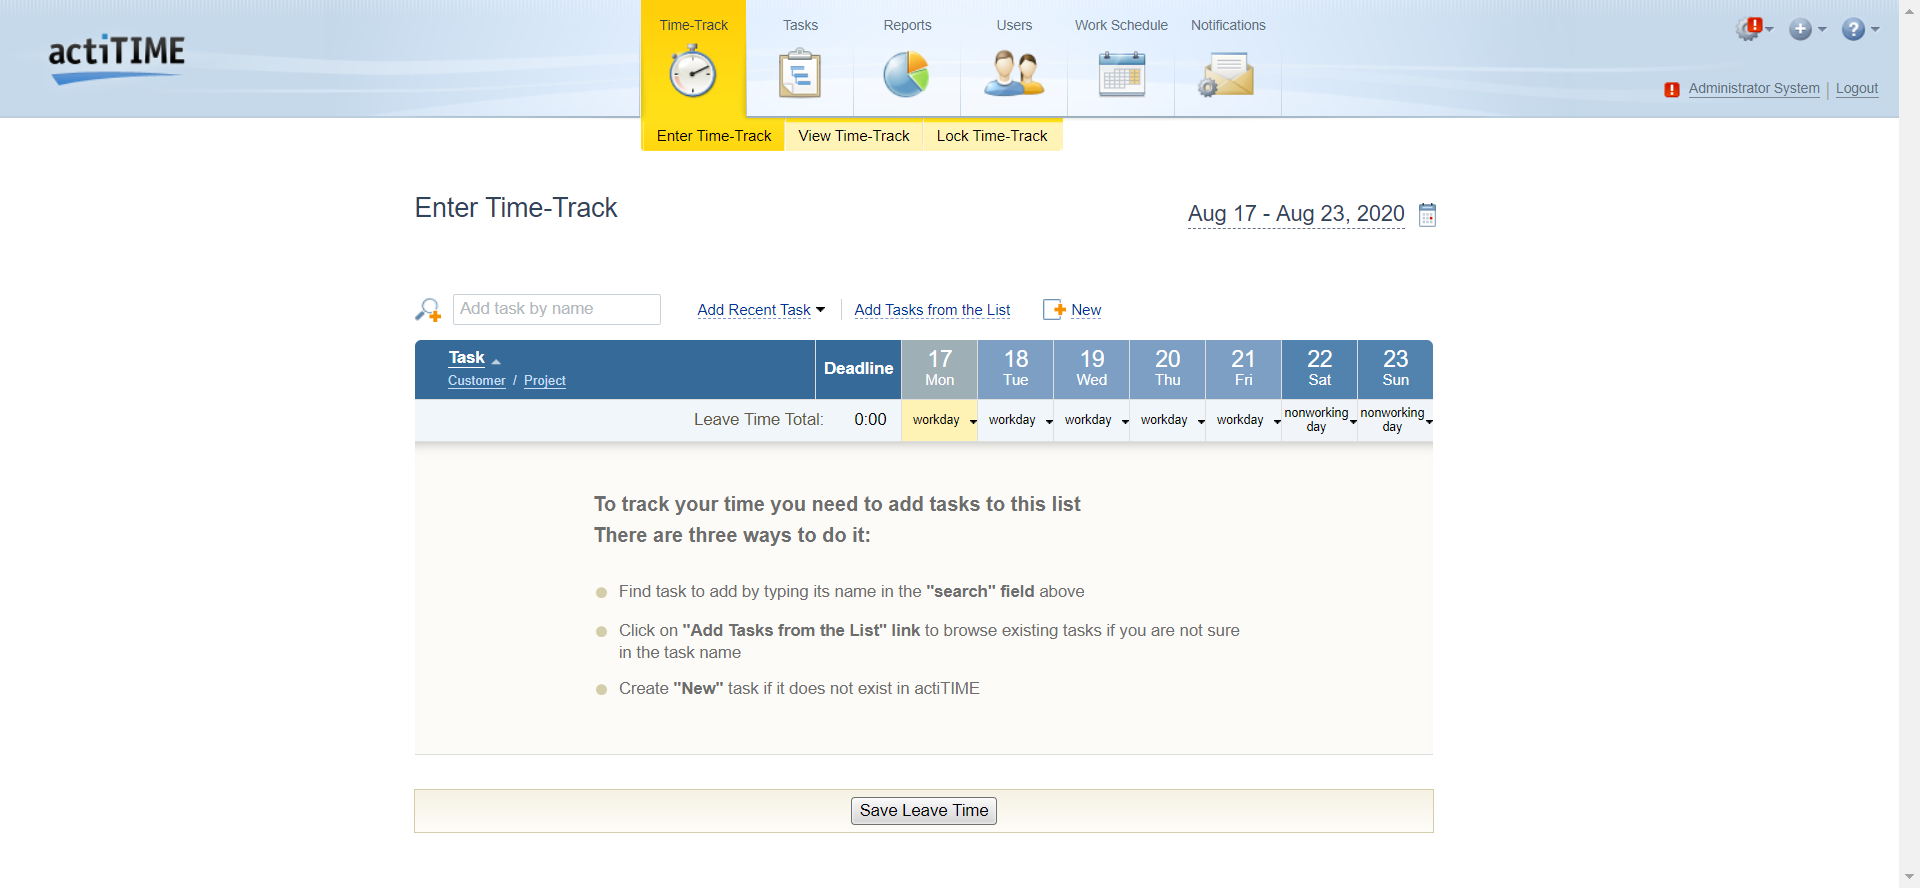 actiTIME
Time-Track
Tasks
Reports
Users
Work Schedule
Notifications
Administrator System
Logout
Enter Time-Track
View Time-Track
Lock Time-Track
Enter Time-Track
Aug 17 - Aug 23, 2020
Add task by name
Add Recent Task
Add Tasks from the List
New
Task
Customer / Project
Deadline
17 Mon
18 Tue
19 Wed
20 Thu
21 Fri
22 Sat
23 Sun
Leave Time Total: 0:00
workday
workday
workday
workday
workday
nonworking day
nonworking day
To track your time you need to add tasks to this list
There are three ways to do it:
Find task to add by typing its name in the "search" field above
Click on "Add Tasks from the List" link to browse existing tasks if you are not sure
in the task name
Create "New" task if it does not exist in actiTIME
Save Leave Time